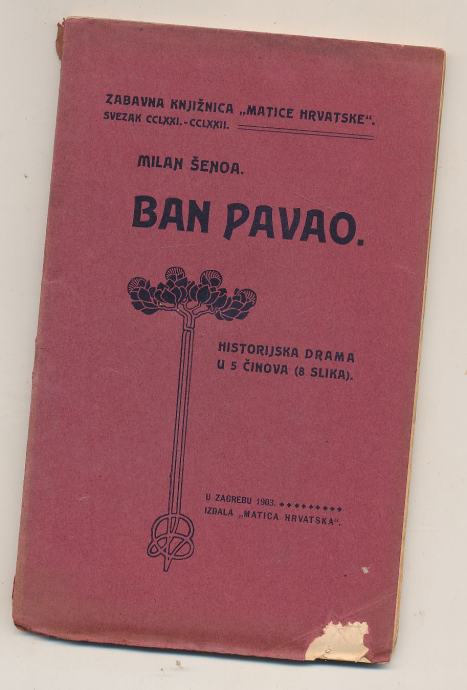 ZABAVNA KNJIŽNICA „MATICE HRVATSKE“.
SVEZAK CCLXXI.-CCLXXII.
MILAN ŠENOA.
BAN PAVAO.
HISTORIJSKA DRAMA
U 5 ČINOVA (8 SLIKA).
U ZAGREBU 1903.
IZDALA „MATICA HRVATSKA“.